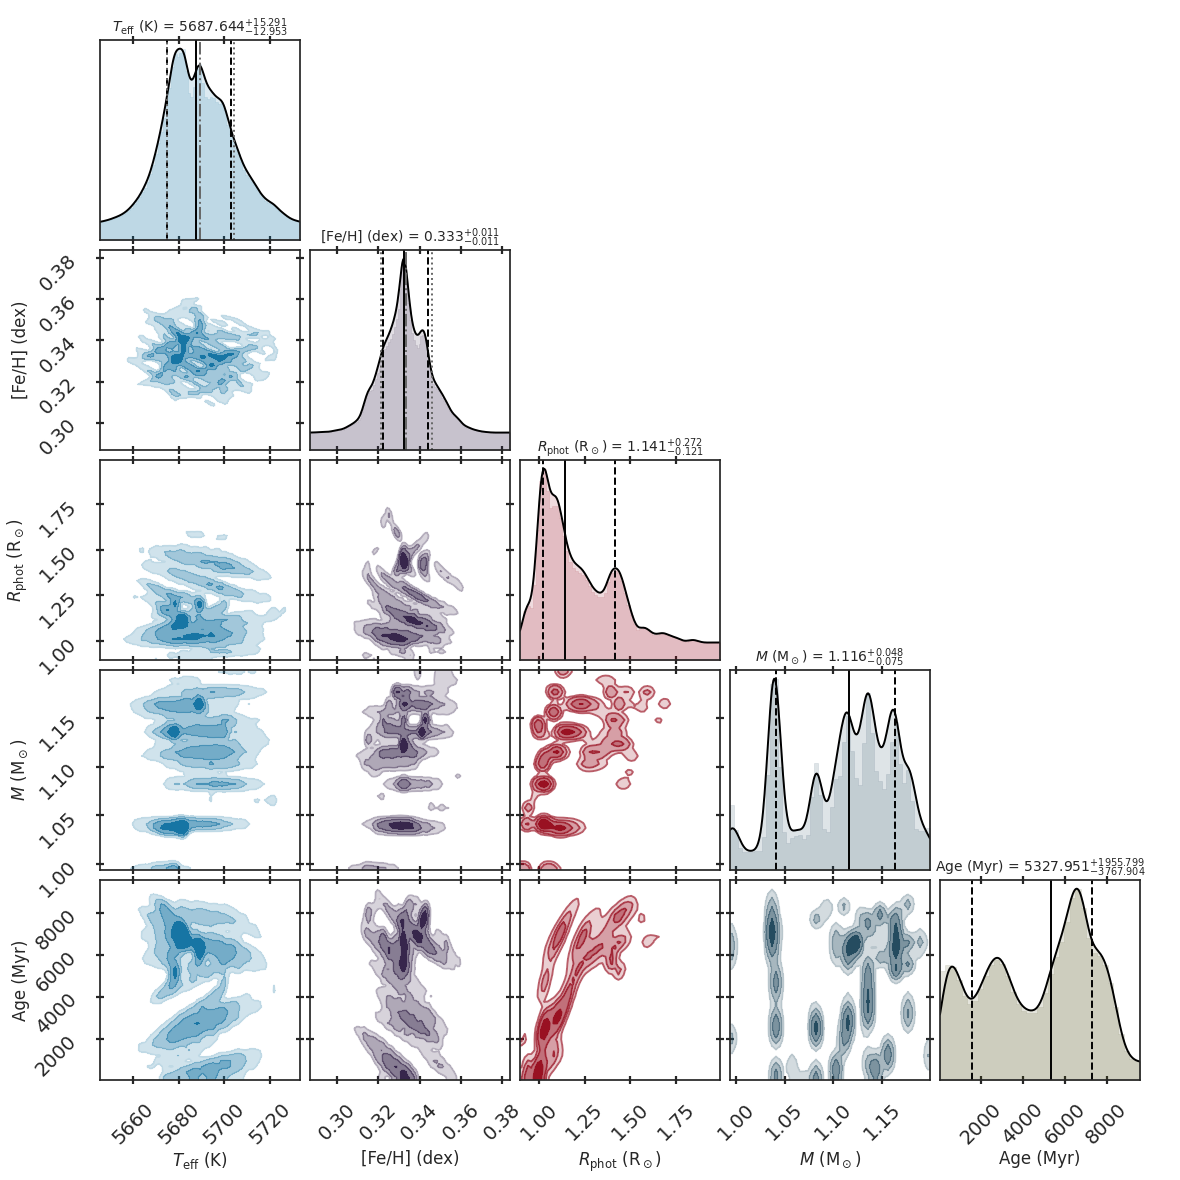 T_eff (K) = 5687.644^{+15.291}_{-12.953}
[Fe/H] (dex) = 0.333^{+0.011}_{-0.011}
0.38
0.36
0.34
0.32
0.30
[Fe/H] (dex)
R_phot (R_⊙) = 1.141^{+0.272}_{-0.121}
1.75
1.50
1.25
1.00
R_phot (R_⊙)
M (M_⊙) = 1.116^{+0.048}_{-0.075}
1.15
1.10
1.05
1.00
M (M_⊙)
Age (Myr) = 5327.951^{+1955.799}_{-3767.904}
8000
6000
4000
2000
Age (Myr)
5660 5680 5700 5720
0.30 0.32 0.34 0.36 0.38
1.00 1.25 1.50 1.75
1.00 1.05 1.10 1.15
2000 4000 6000 8000
T_eff (K)
[Fe/H] (dex)
R_phot (R_⊙)
M (M_⊙)
Age (Myr)